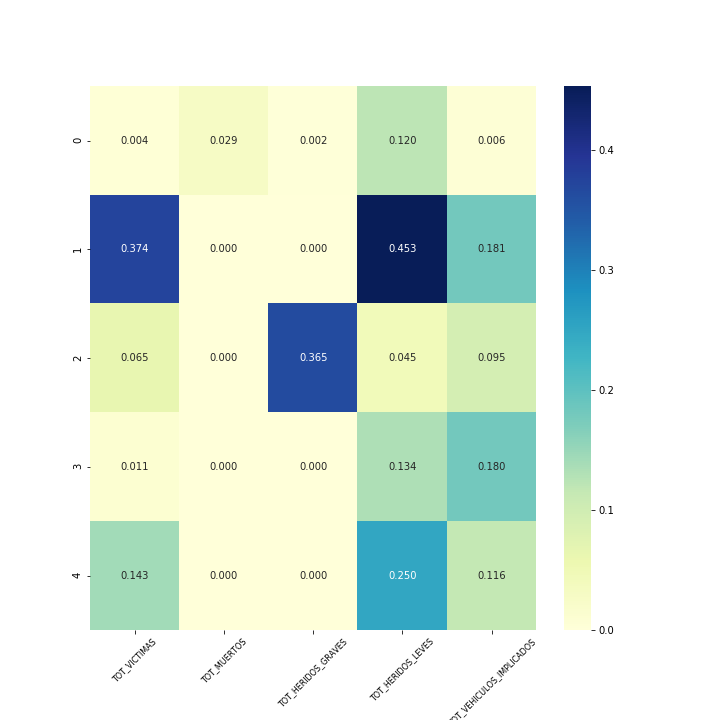 0 0.004 0.029 0.002 0.120 0.006
1 0.374 0.000 0.000 0.453 0.181
2 0.065 0.000 0.365 0.045 0.095
3 0.011 0.000 0.000 0.134 0.180
4 0.143 0.000 0.000 0.250 0.116
TOT_VICTIMAS
TOT_MUERTOS
TOT_HERIDOS_GRAVES
TOT_HERIDOS_LEVES
OT_VEHICULOS_IMPLICADOS
0.4
0.3
0.2
0.1
0.0